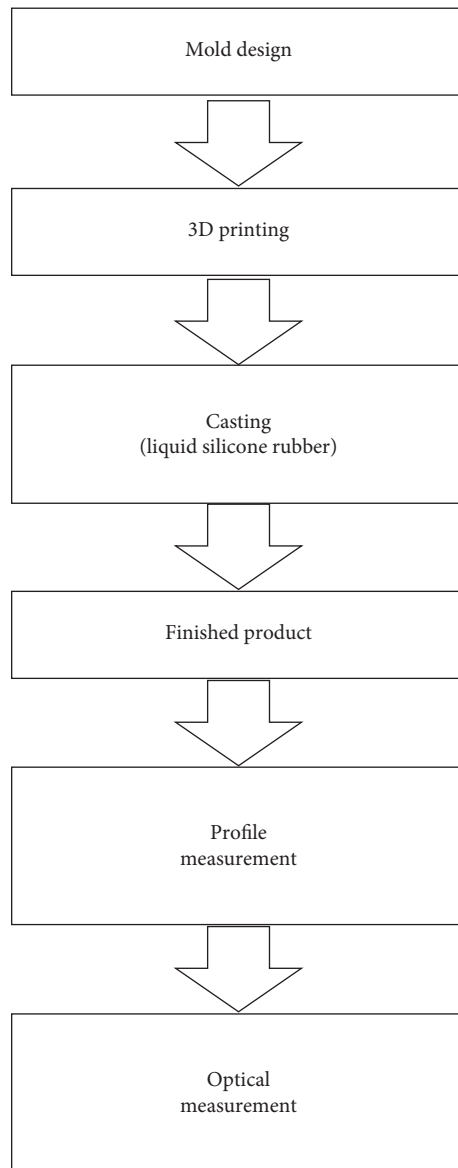 Mold design
3D printing
Casting
(liquid silicone rubber)
Finished product
Profile
measurement
Optical
measurement